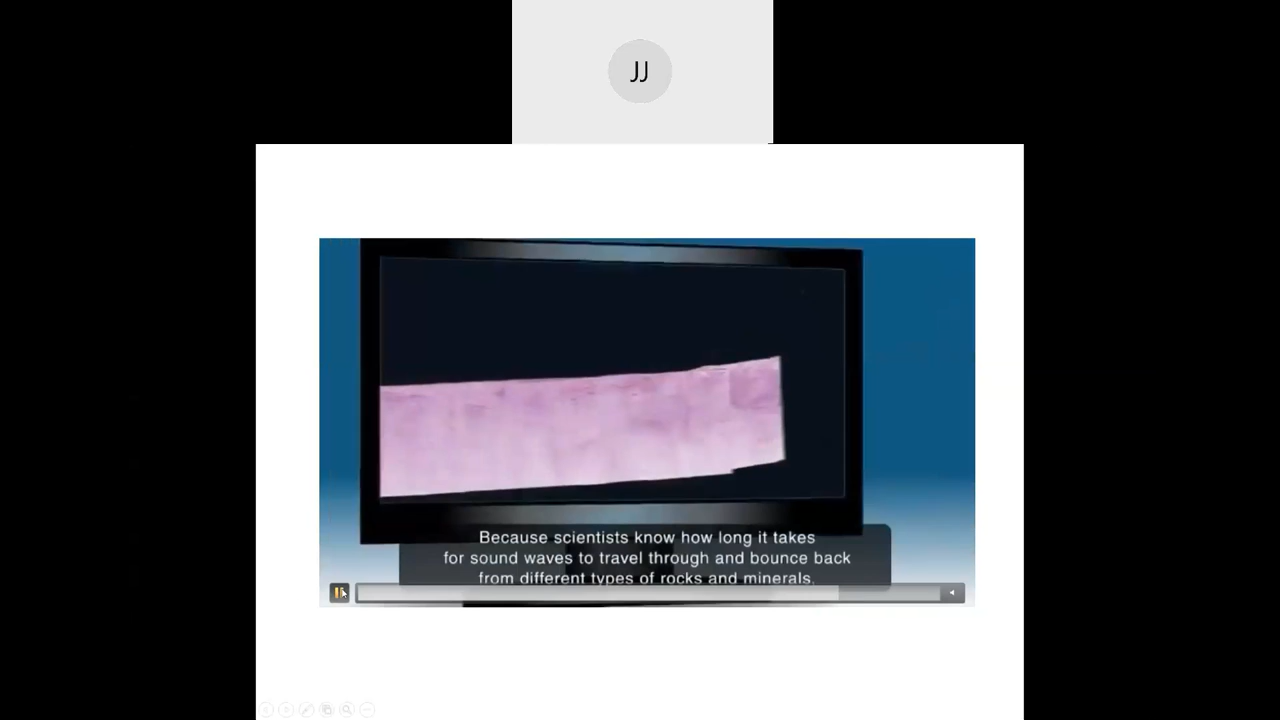 JJ
Because scientists know how long it takes
for sound waves to travel through and bounce back
from different types of rocks and minerals,